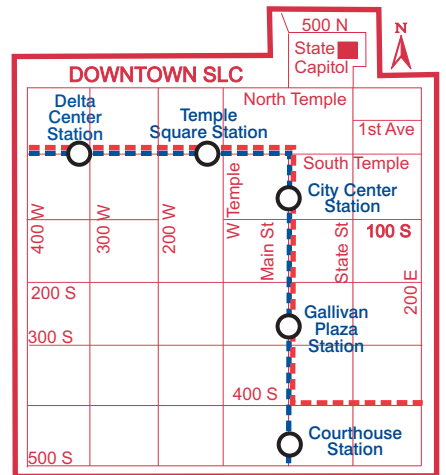 500 N
N
State
Capitol
DOWNTOWN SLC
Delta
Center
Station
Temple
Square Station
North Temple
1st Ave
South Temple
City Center
Station
400 W
300 W
200 W
W Temple
Main St
State St
100 S
200 E
200 S
Gallivan
Plaza
Station
300 S
400 S
Courthouse
Station
500 S